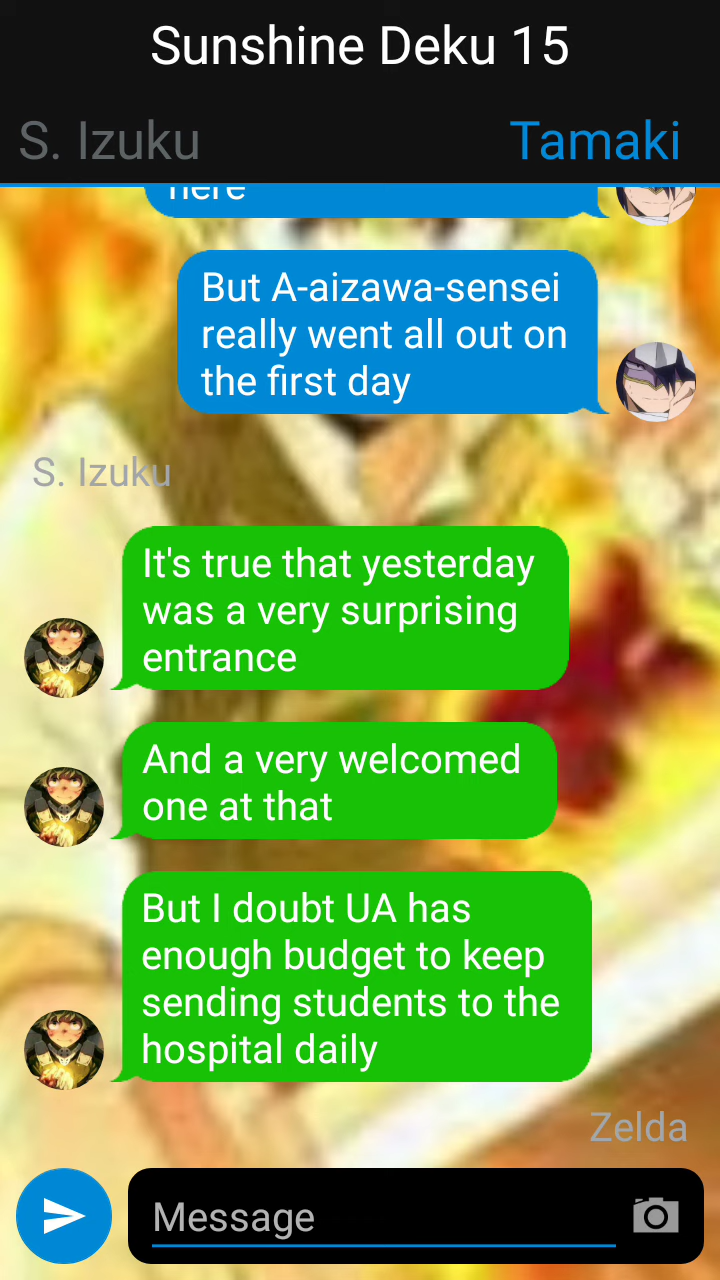 Sunshine Deku 15
S. Izuku
Tamaki
here
But A-aizawa-sensei
really went all out on
the first day
S. Izuku
It's true that yesterday
was a very surprising
entrance
And a very welcomed
one at that
But I doubt UA has
enough budget to keep
sending students to the
hospital daily
Zelda
Message